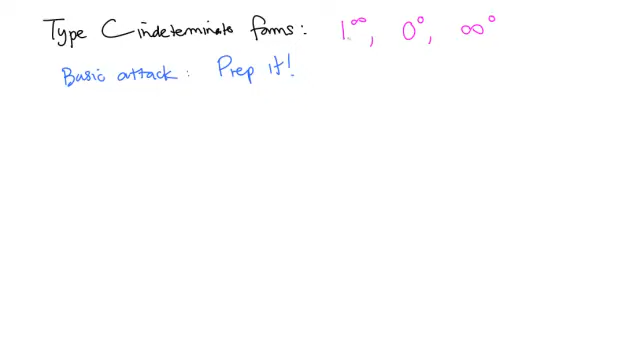 Type C indeterminate forms: 1^∞, 0^0, ∞^0
Basic attack: Prep it!